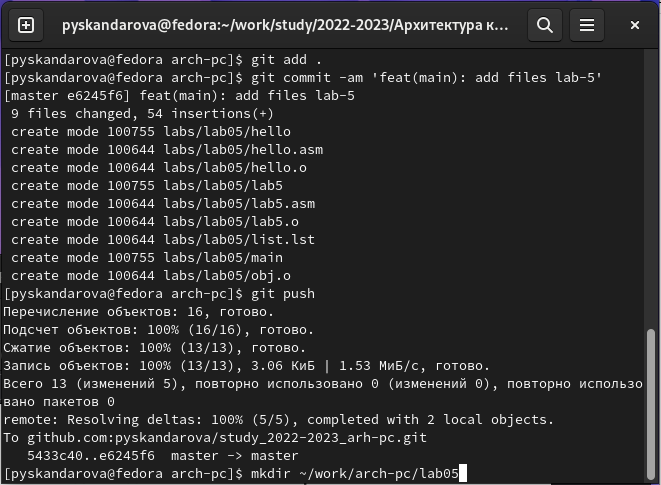 pyskandarova@fedora:~/work/study/2022-2023/Архитектура к...
[pyskandarova@fedora arch-pc]$ git add .
[pyskandarova@fedora arch-pc]$ git commit -am 'feat(main): add files lab-5'
[master e6245f6] feat(main): add files lab-5
 9 files changed, 54 insertions(+)
 create mode 100755 labs/lab05/hello
 create mode 100644 labs/lab05/hello.asm
 create mode 100644 labs/lab05/hello.o
 create mode 100755 labs/lab05/lab5
 create mode 100644 labs/lab05/lab5.asm
 create mode 100644 labs/lab05/lab5.o
 create mode 100644 labs/lab05/list.lst
 create mode 100755 labs/lab05/main
 create mode 100644 labs/lab05/obj.o
[pyskandarova@fedora arch-pc]$ git push
Перечисление объектов: 16, готово.
Подсчет объектов: 100% (16/16), готово.
Сжатие объектов: 100% (13/13), готово.
Запись объектов: 100% (13/13), 3.06 КиБ | 1.53 МиБ/с, готово.
Всего 13 (изменений 5), повторно использовано 0 (изменений 0), повторно использо
вано пакетов 0
remote: Resolving deltas: 100% (5/5), completed with 2 local objects.
To github.com:pyskandarova/study_2022-2023_arh-pc.git
   5433c40..e6245f6  master -> master
[pyskandarova@fedora arch-pc]$ mkdir ~/work/arch-pc/lab05